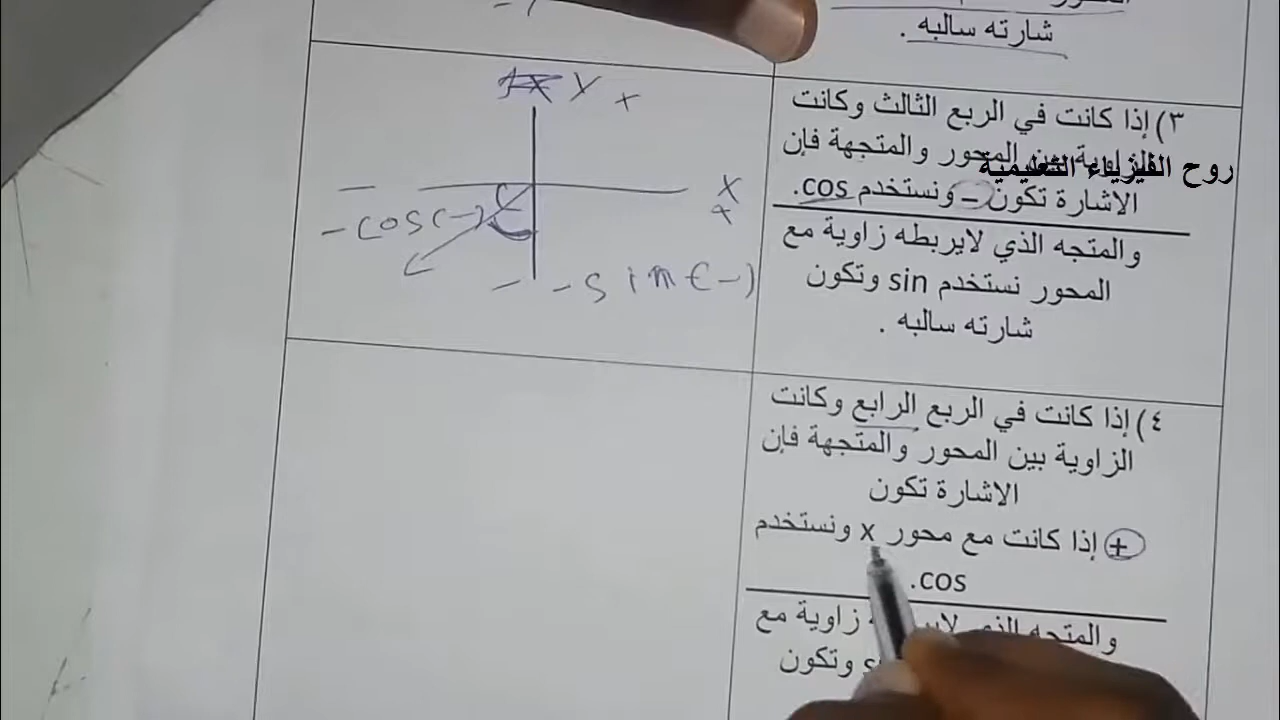 شارته سالبه .
٣) إذا كانت في الربع الثالث وكانت
الزاوية بين المحور والمتجهة فإن
روح الفيزياء التعليمية
الاشارة تكون – ونستخدم cos.
والمتجه الذي لايربطه زاوية مع
المحور نستخدم sin وتكون
شارته سالبه .
y +
x
+
– cos(-)
– - sin(-)
٤) إذا كانت في الربع الرابع وكانت
الزاوية بين المحور والمتجهة فإن
الاشارة تكون
+ إذا كانت مع محور x ونستخدم
cos.
والمتجه الذي زاوية مع
وتكون